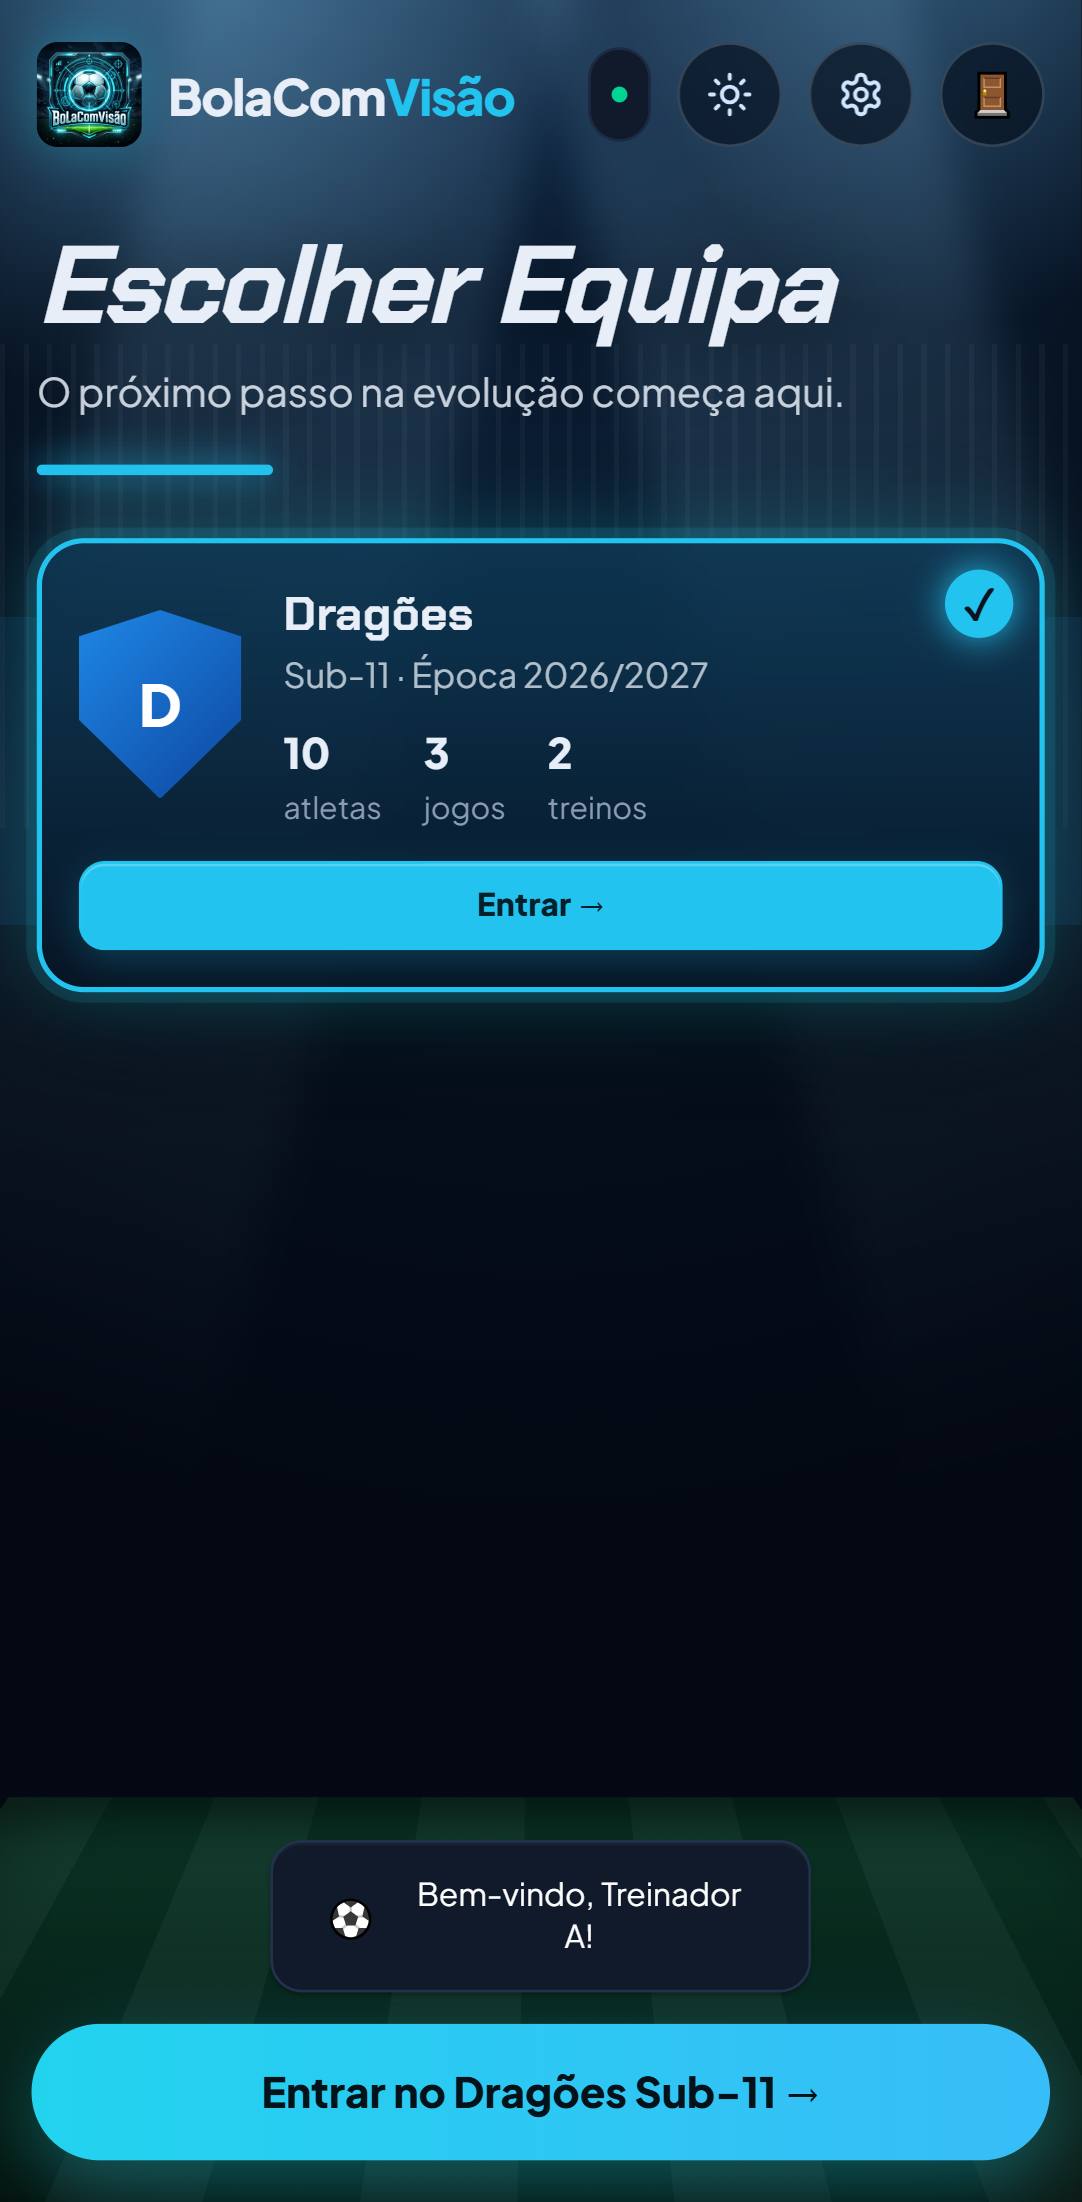 BoLaComVisão
BolaComVisão
Escolher Equipa
O próximo passo na evolução começa aqui.
D
Dragões
Sub-11 · Época 2026/2027
10 3 2
atletas jogos treinos
Entrar →
Bem-vindo, Treinador
A!
Entrar no Dragões Sub-11 →